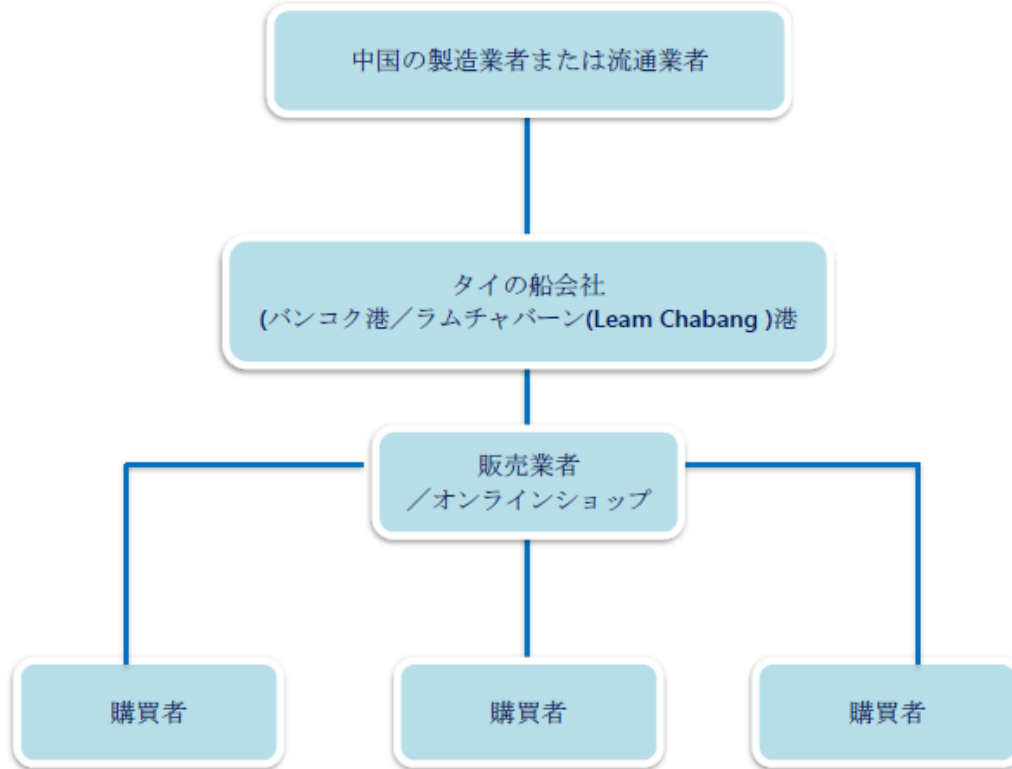 中国の製造業者または流通業者
タイの船会社
(バンコク港／ラムチャバーン(Leam Chabang )港
販売業者
／オンラインショップ
購買者
購買者
購買者